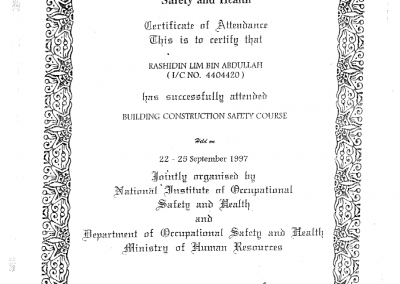 Safety and Health
Certificate of Attendance
This is to certify that
RASHIDIN LIM BIN ABDULLAH
( I/C NO. 4404420 )
has successfully attended
BUILDING CONSTRUCTION SAFETY COURSE
Held on
22 - 25 September 1997
Jointly organised by
National Institute of Occupational
Safety and Health
and
Department of Occupational Safety and Health
Ministry of Human Resources